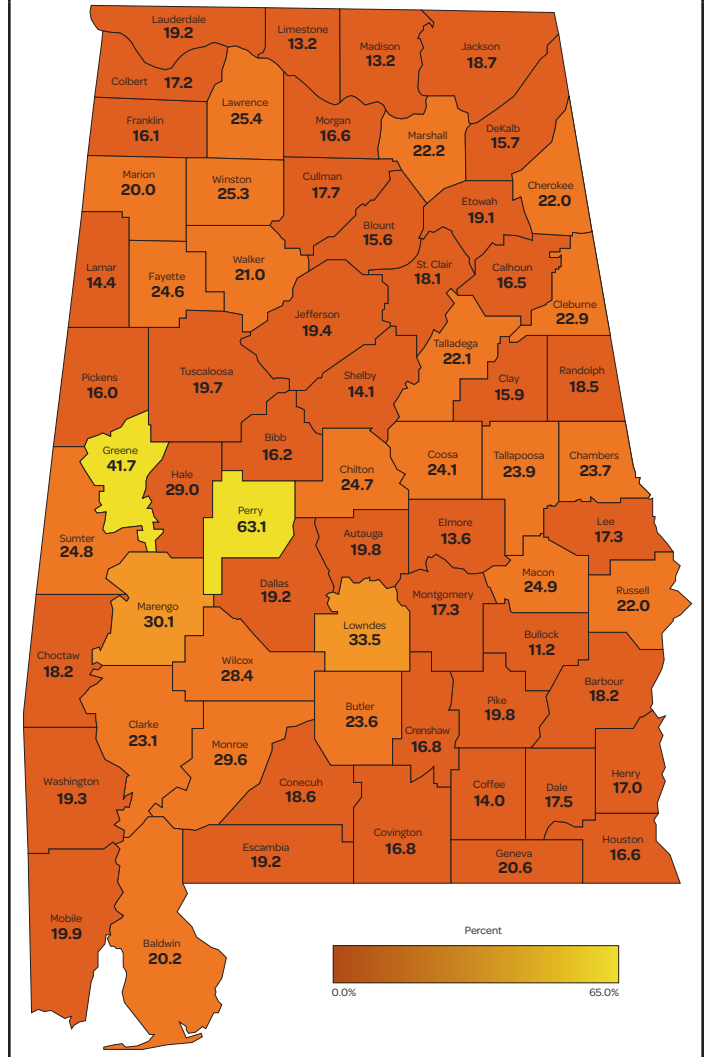 Lauderdale
19.2
Limestone
13.2
Madison
13.2
Jackson
18.7
Colbert 17.2
Lawrence
25.4
Franklin
16.1
Morgan
16.6
Marshall
22.2
DeKalb
15.7
Marion
20.0
Winston
25.3
Cullman
17.7
Cherokee
22.0
Etowah
19.1
Blount
15.6
Lamar
14.4
Fayette
24.6
Walker
21.0
St. Clair
18.1
Calhoun
16.5
Cleburne
22.9
Jefferson
19.4
Talladega
22.1
Pickens
16.0
Tuscaloosa
19.7
Shelby
14.1
Clay
15.9
Randolph
18.5
Greene
41.7
Hale
29.0
Bibb
16.2
Chilton
24.7
Coosa
24.1
Tallapoosa
23.9
Chambers
23.7
Perry
63.1
Sumter
24.8
Autauga
19.8
Elmore
13.6
Lee
17.3
Marengo
30.1
Dallas
19.2
Lowndes
33.5
Montgomery
17.3
Macon
24.9
Russell
22.0
Bullock
11.2
Choctaw
18.2
Wilcox
28.4
Butler
23.6
Crenshaw
16.8
Pike
19.8
Barbour
18.2
Clarke
23.1
Monroe
29.6
Washington
19.3
Conecuh
18.6
Coffee
14.0
Dale
17.5
Henry
17.0
Escambia
19.2
Covington
16.8
Geneva
20.6
Houston
16.6
Mobile
19.9
Baldwin
20.2
Percent
0.0%
65.0%